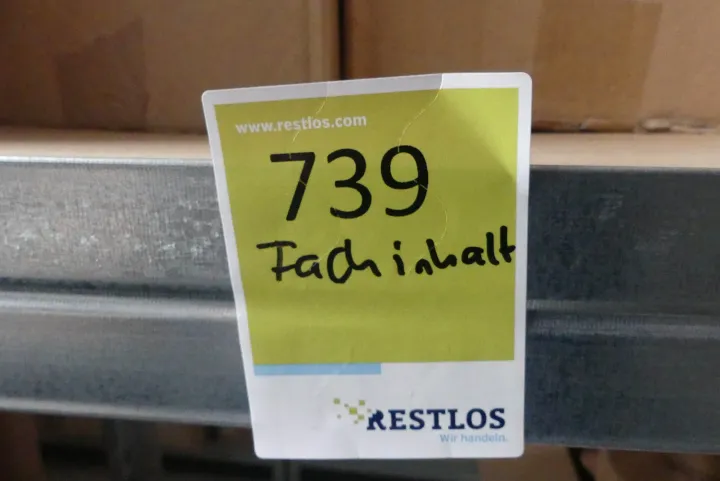 www.restlos.com
739
Fachinhalt
RESTLOS
Wir handeln.